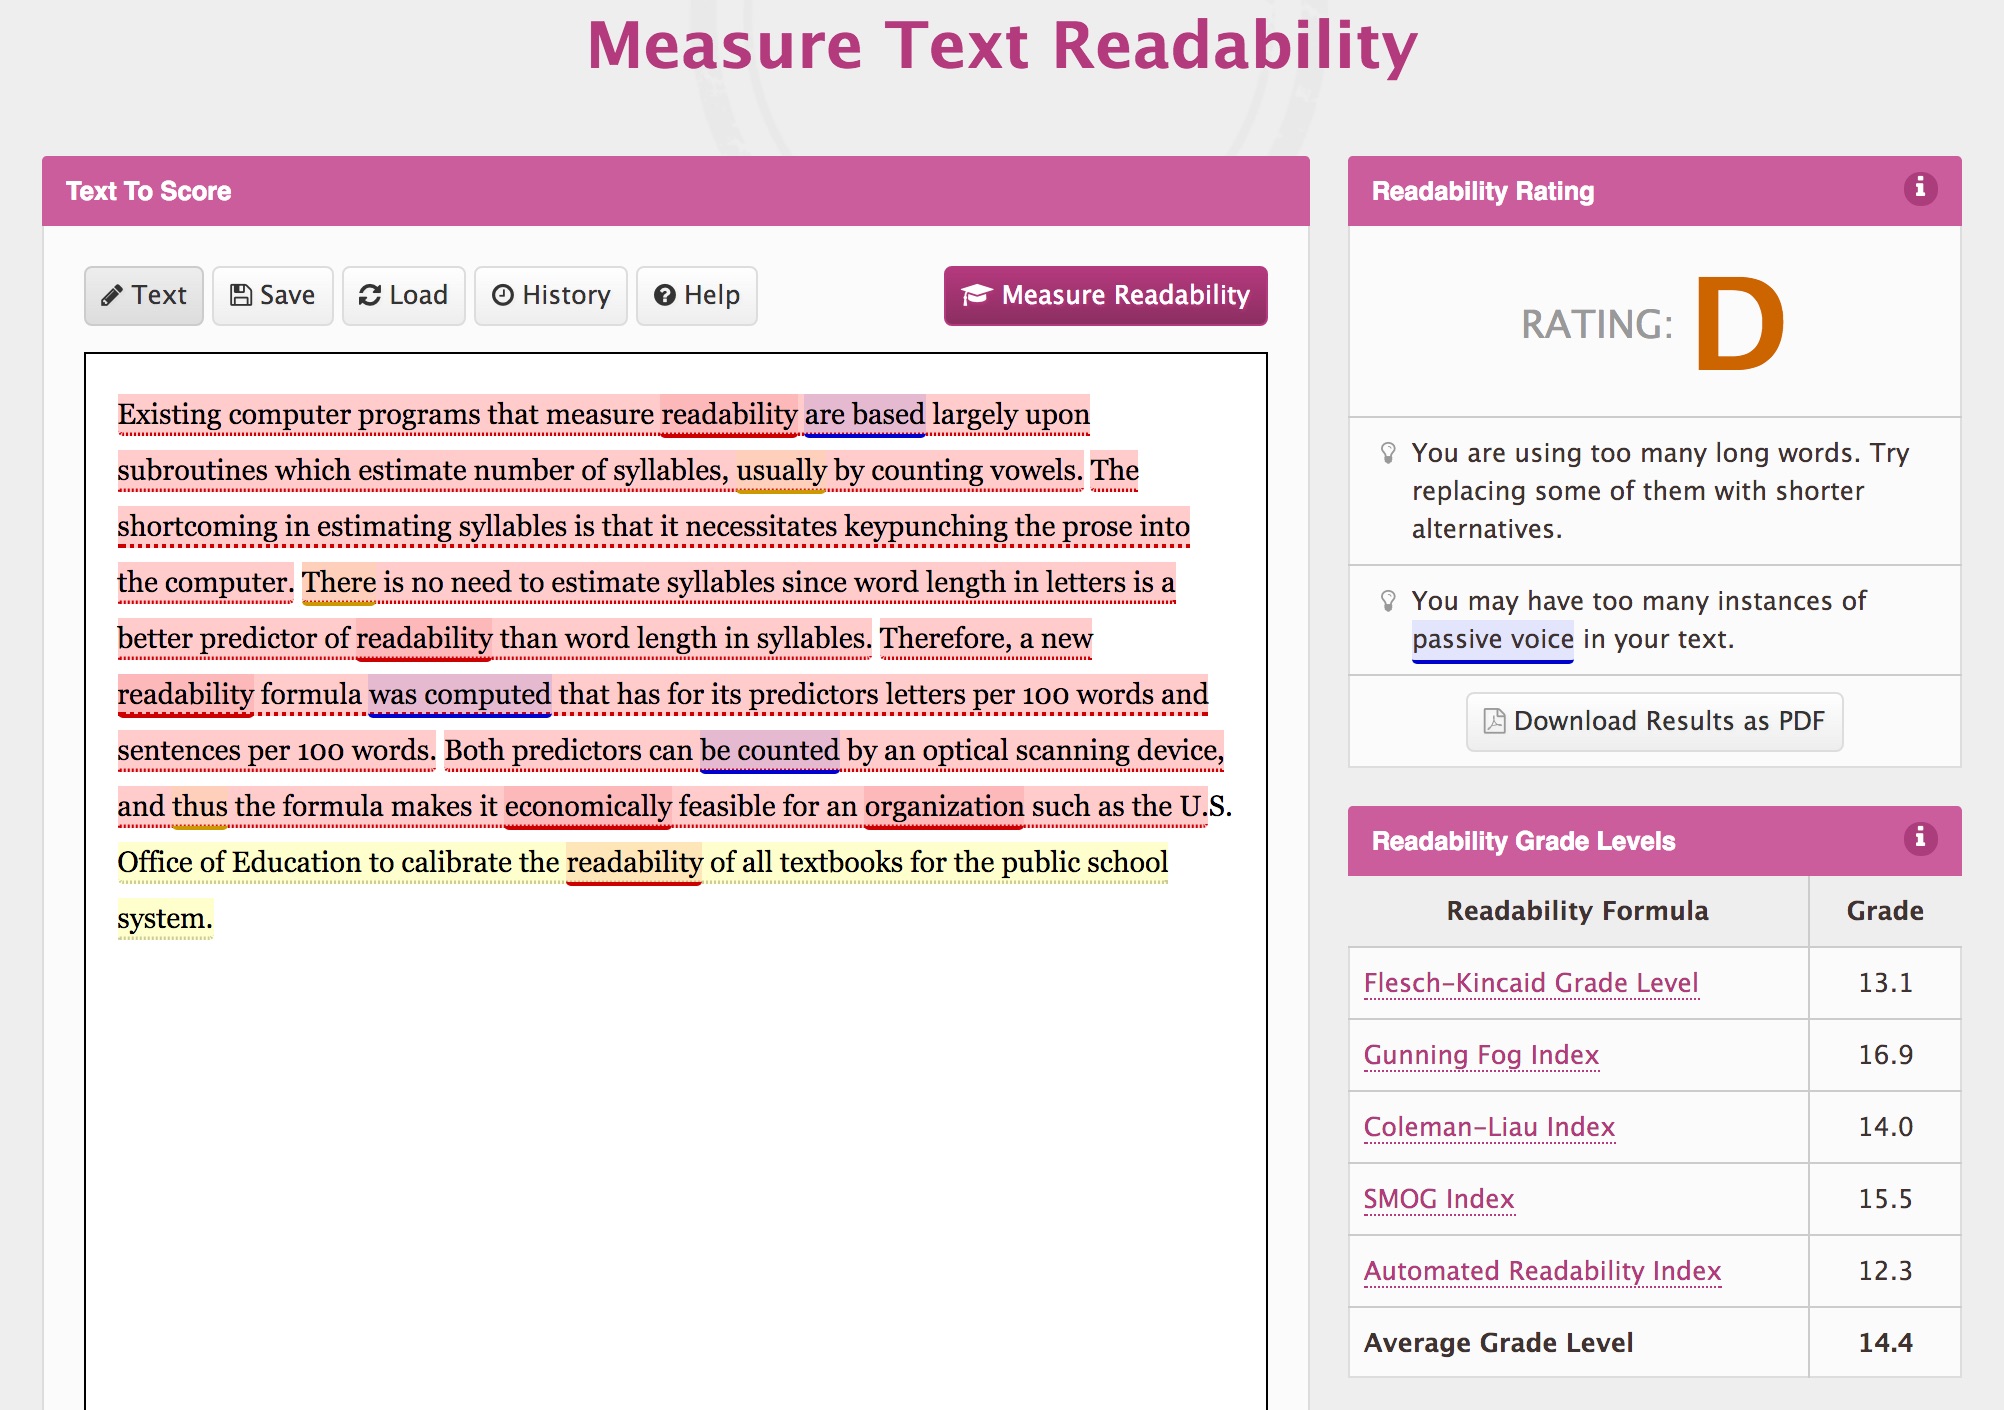 Measure Text Readability
Text To Score
Text
Save
Load
History
Help
Measure Readability
Existing computer programs that measure readability are based largely upon
subroutines which estimate number of syllables, usually by counting vowels. The
shortcoming in estimating syllables is that it necessitates keypunching the prose into
the computer. There is no need to estimate syllables since word length in letters is a
better predictor of readability than word length in syllables. Therefore, a new
readability formula was computed that has for its predictors letters per 100 words and
sentences per 100 words. Both predictors can be counted by an optical scanning device,
and thus the formula makes it economically feasible for an organization such as the U.S.
Office of Education to calibrate the readability of all textbooks for the public school
system.
Readability Rating
RATING: D
You are using too many long words. Try
replacing some of them with shorter
alternatives.
You may have too many instances of
passive voice in your text.
Download Results as PDF
Readability Grade Levels
Readability Formula Grade
Flesch-Kincaid Grade Level 13.1
Gunning Fog Index 16.9
Coleman-Liau Index 14.0
SMOG Index 15.5
Automated Readability Index 12.3
Average Grade Level 14.4